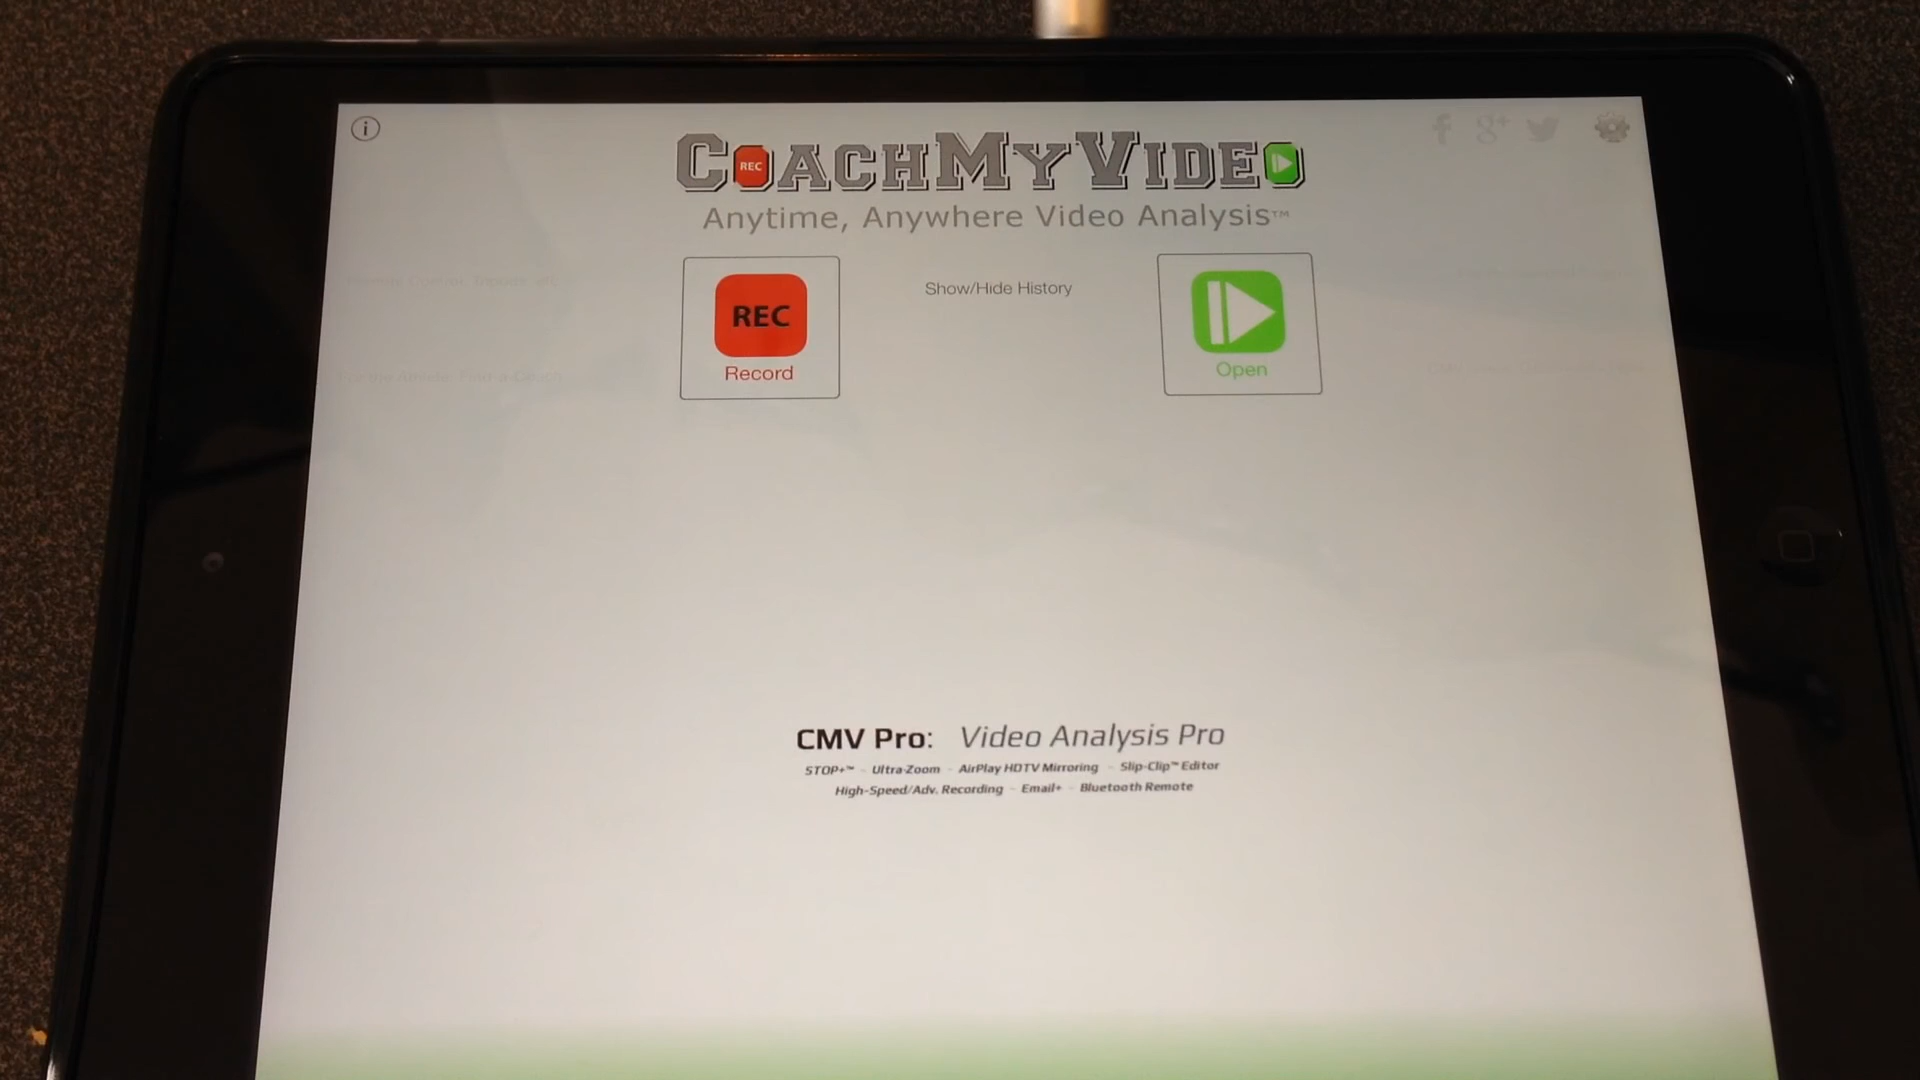 COACHMYVIDEO
REC
Anytime, Anywhere Video Analysis™
REC
Record
Show/Hide History
Open
CMV Pro: Video Analysis Pro
STOP+™ - Ultra-Zoom - AirPlay HDTV Mirroring - Slip-Clip™ Editor
High-Speed/Adv. Recording - Email+ - Bluetooth Remote